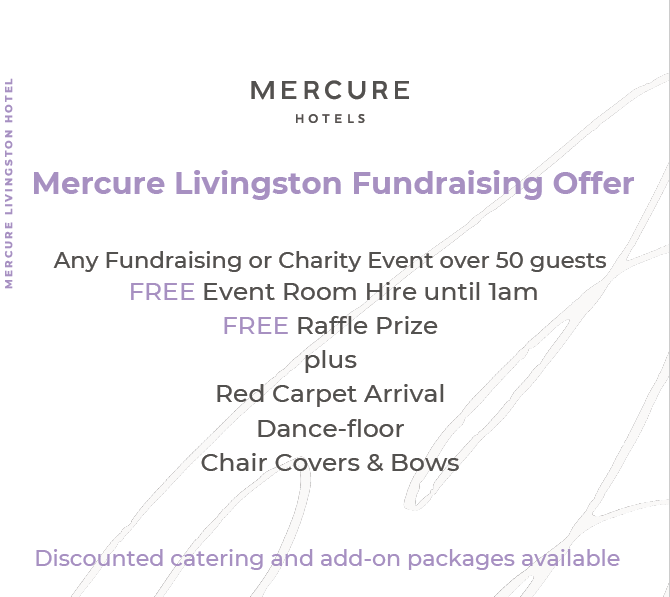 MERCURE LIVINGSTON HOTEL
MERCURE
HOTELS
Mercure Livingston Fundraising Offer
Any Fundraising or Charity Event over 50 guests
FREE Event Room Hire until 1am
FREE Raffle Prize
plus
Red Carpet Arrival
Dance-floor
Chair Covers & Bows
Discounted catering and add-on packages available